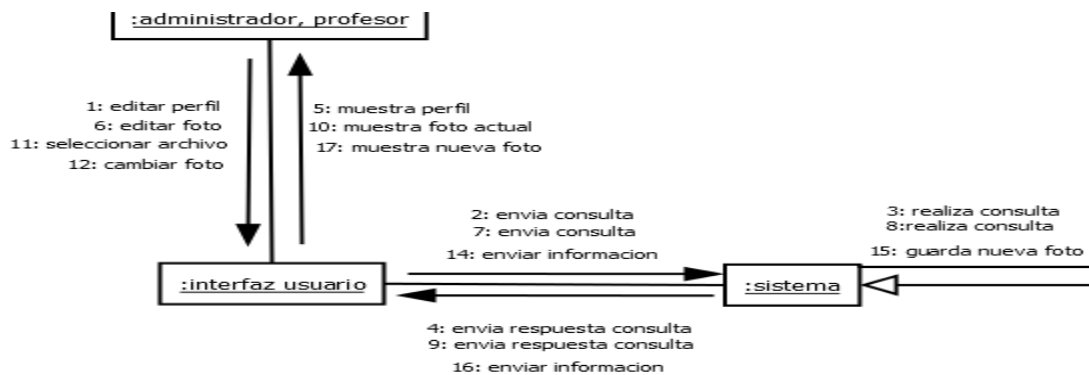 :administrador, profesor
1: editar perfil
6: editar foto
11: seleccionar archivo
12: cambiar foto
5: muestra perfil
10: muestra foto actual
17: muestra nueva foto
2: envia consulta
7: envia consulta
14: enviar informacion
3: realiza consulta
8:realiza consulta
15: guarda nueva foto
:interfaz usuario
:sistema
4: envia respuesta consulta
9: envia respuesta consulta
16: enviar informacion